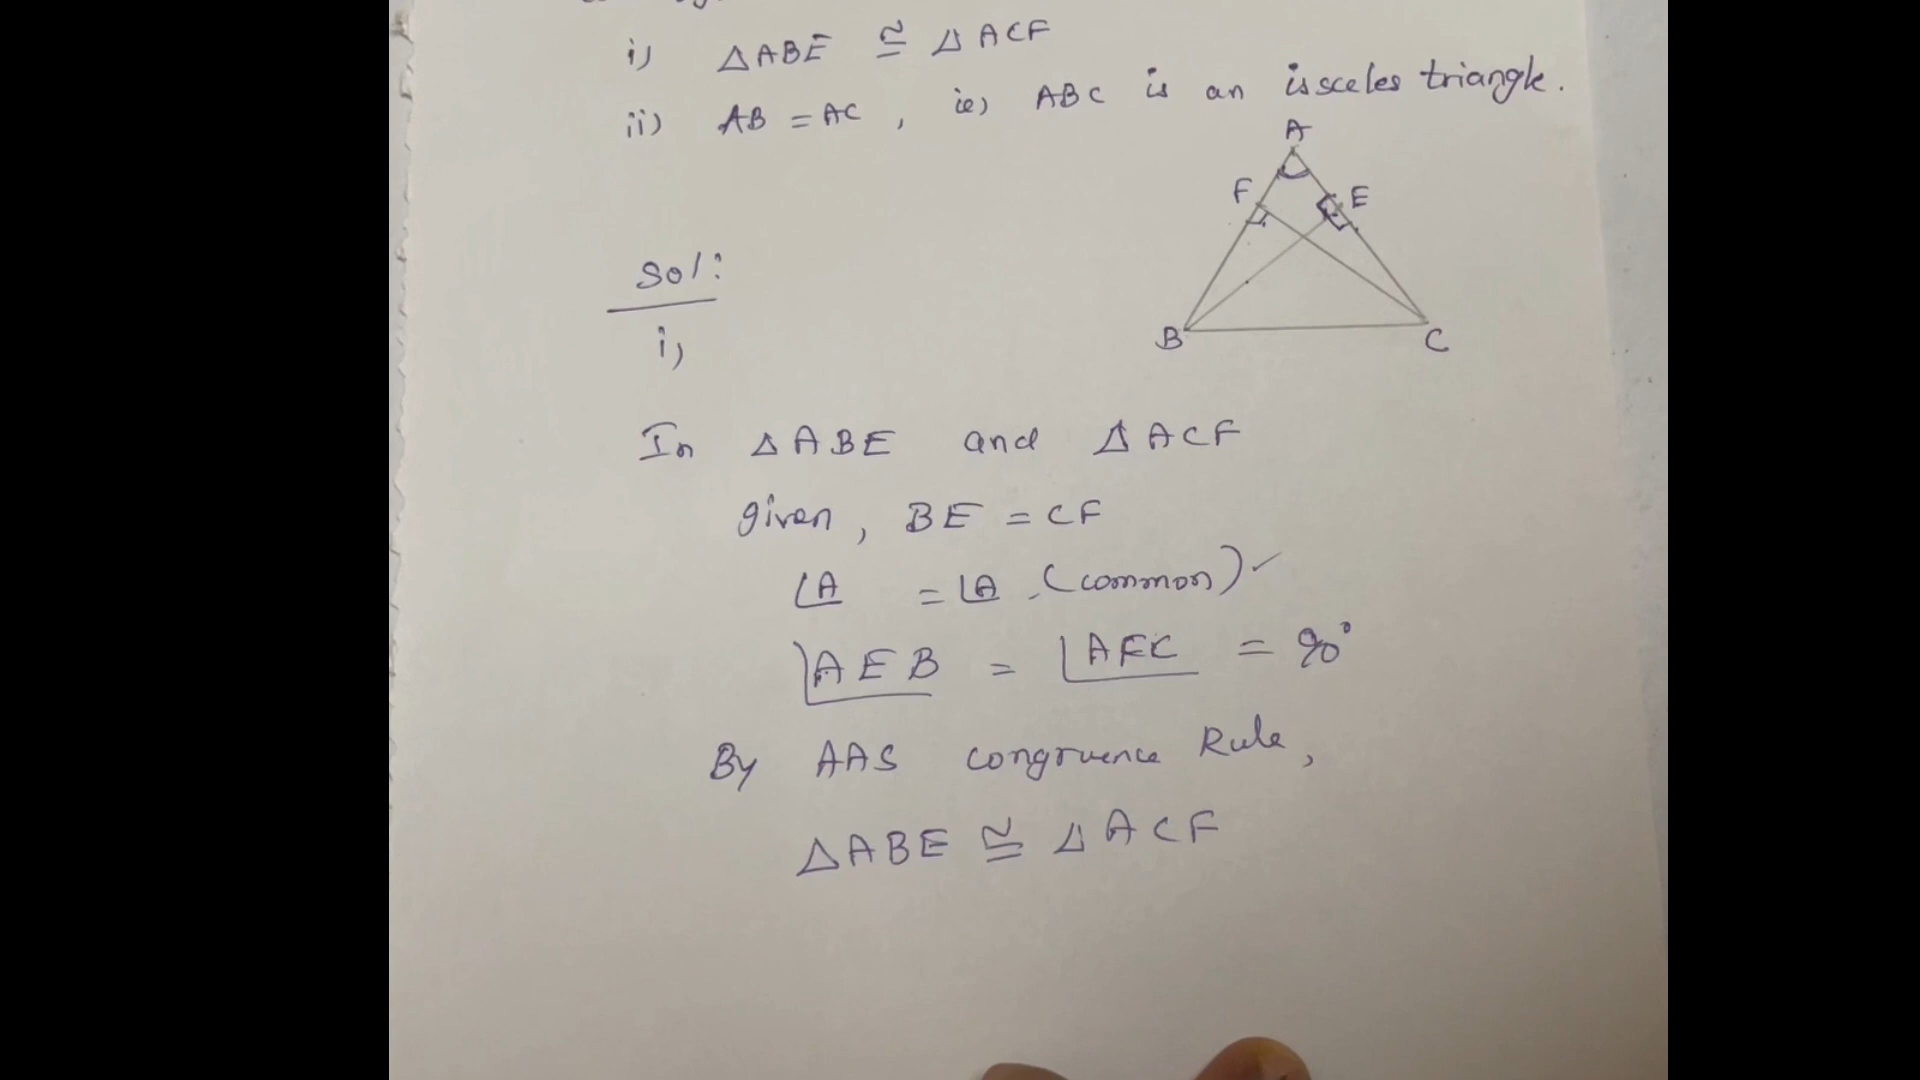 i) △ABE ≅ △ACF
ii) AB = AC, ie) ABC is an issceles triangle.
A
F
E
B
C
Sol:
i)
In △ABE and △ACF
given, BE = CF
∠A = ∠A (common) ✓
∠AEB = ∠AFC = 90°
By AAS congruence Rule,
△ABE ≅ △ACF